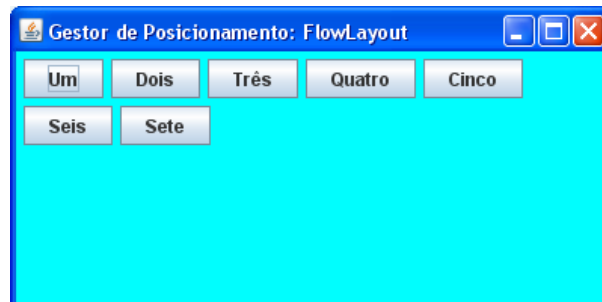 Gestor de Posicionamento: FlowLayout
Um Dois Três Quatro Cinco
Seis Sete